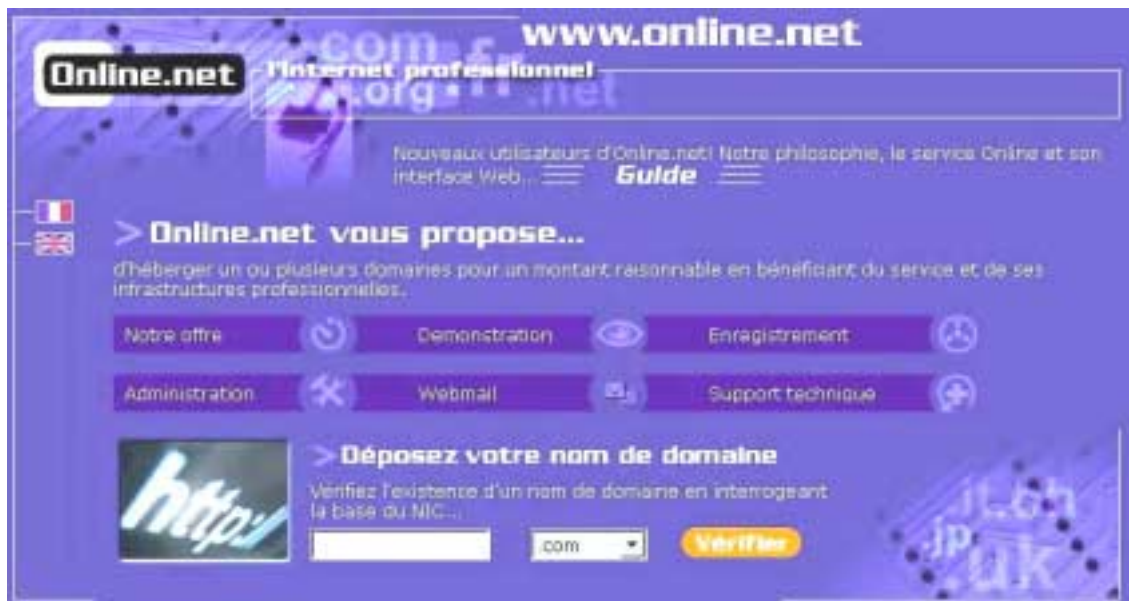 www.online.net
.com
.fr
Online.net
l'Internet professionnel
.org
.net
Nouveaux utilisateurs d'Online.net! Notre philosophie, le service Online et son
interface Web...
Guide
> Online.net vous propose...
d'héberger un ou plusieurs domaines pour un montant raisonnable en bénéficiant du service et de ses
infrastructures professionnelles.
Notre offre
Demonstration
Enregistrement
Administration
Webmail
Support technique
http:/
> Déposez votre nom de domaine
Vérifiez l'existence d'un nom de domaine en interrogeant
la base du NIC...
.com
Vérifier
.it
.ch
.jp
.uk